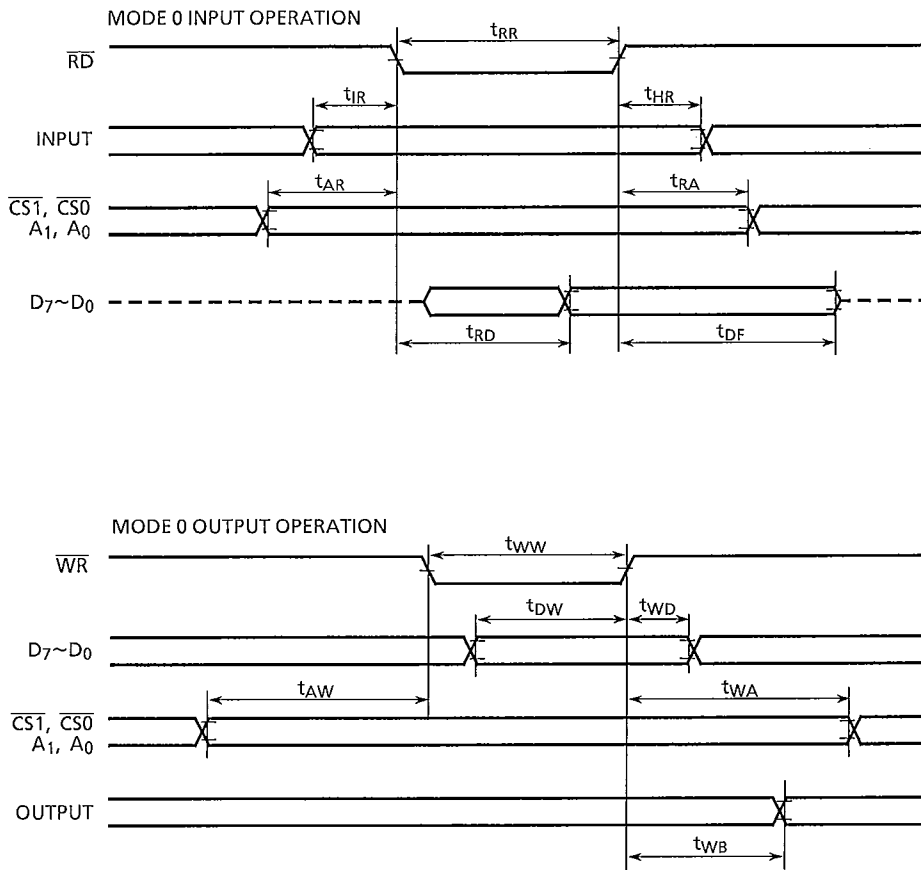 MODE 0 INPUT OPERATION
RD
tRR
tIR
tHR
INPUT
tAR
tRA
CS1, CS0
A1, A0
D7~D0
tRD
tDF
MODE 0 OUTPUT OPERATION
WR
tWW
tDW
tWD
D7~D0
tAW
tWA
CS1, CS0
A1, A0
OUTPUT
tWB